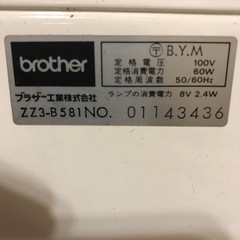 brother
〒 B.Y.M
定格電圧 100V
定格消費電力 60W
定格周波数 50/60Hz
ブラザー工業株式会社
ランプの消費電力 8V 2.4W
ZZ3-B581 NO. 01143436